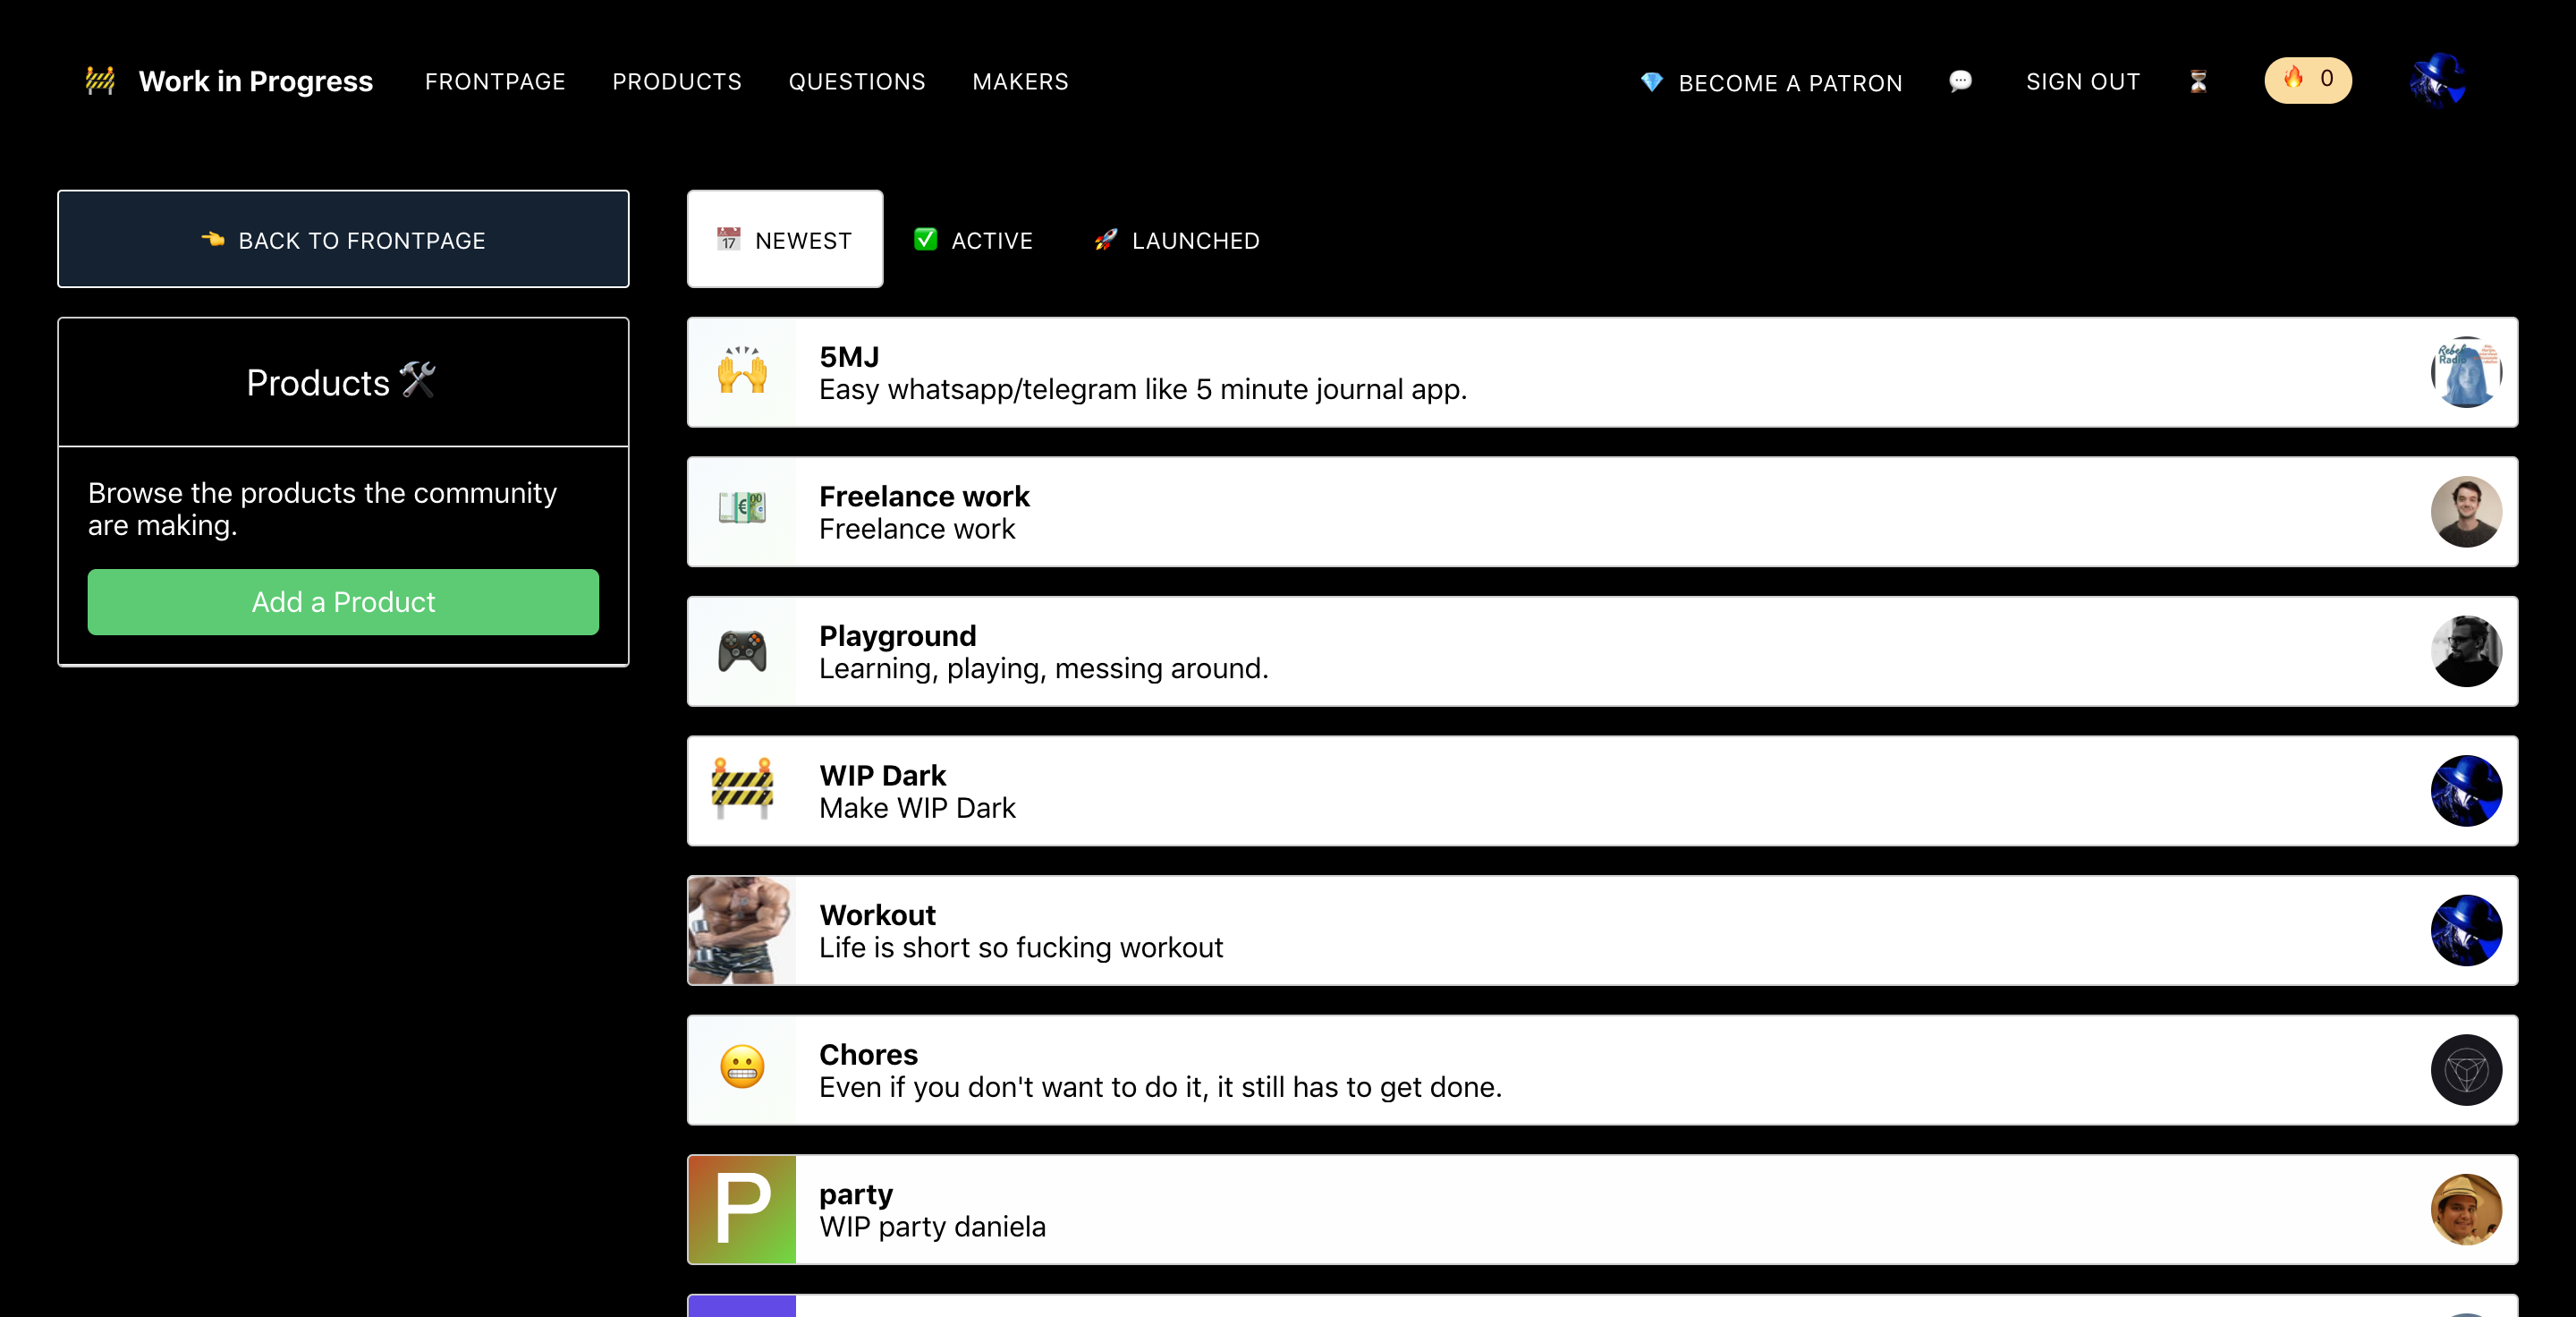 Work in Progress FRONTPAGE PRODUCTS QUESTIONS MAKERS BECOME A PATRON SIGN OUT 0
BACK TO FRONTPAGE
Products
Browse the products the community
are making.
Add a Product
17 NEWEST ACTIVE LAUNCHED
5MJ
Easy whatsapp/telegram like 5 minute journal app.
Rebel
Radio
Freelance work
Freelance work
Playground
Learning, playing, messing around.
WIP Dark
Make WIP Dark
Workout
Life is short so fucking workout
Chores
Even if you don't want to do it, it still has to get done.
P
party
WIP party daniela